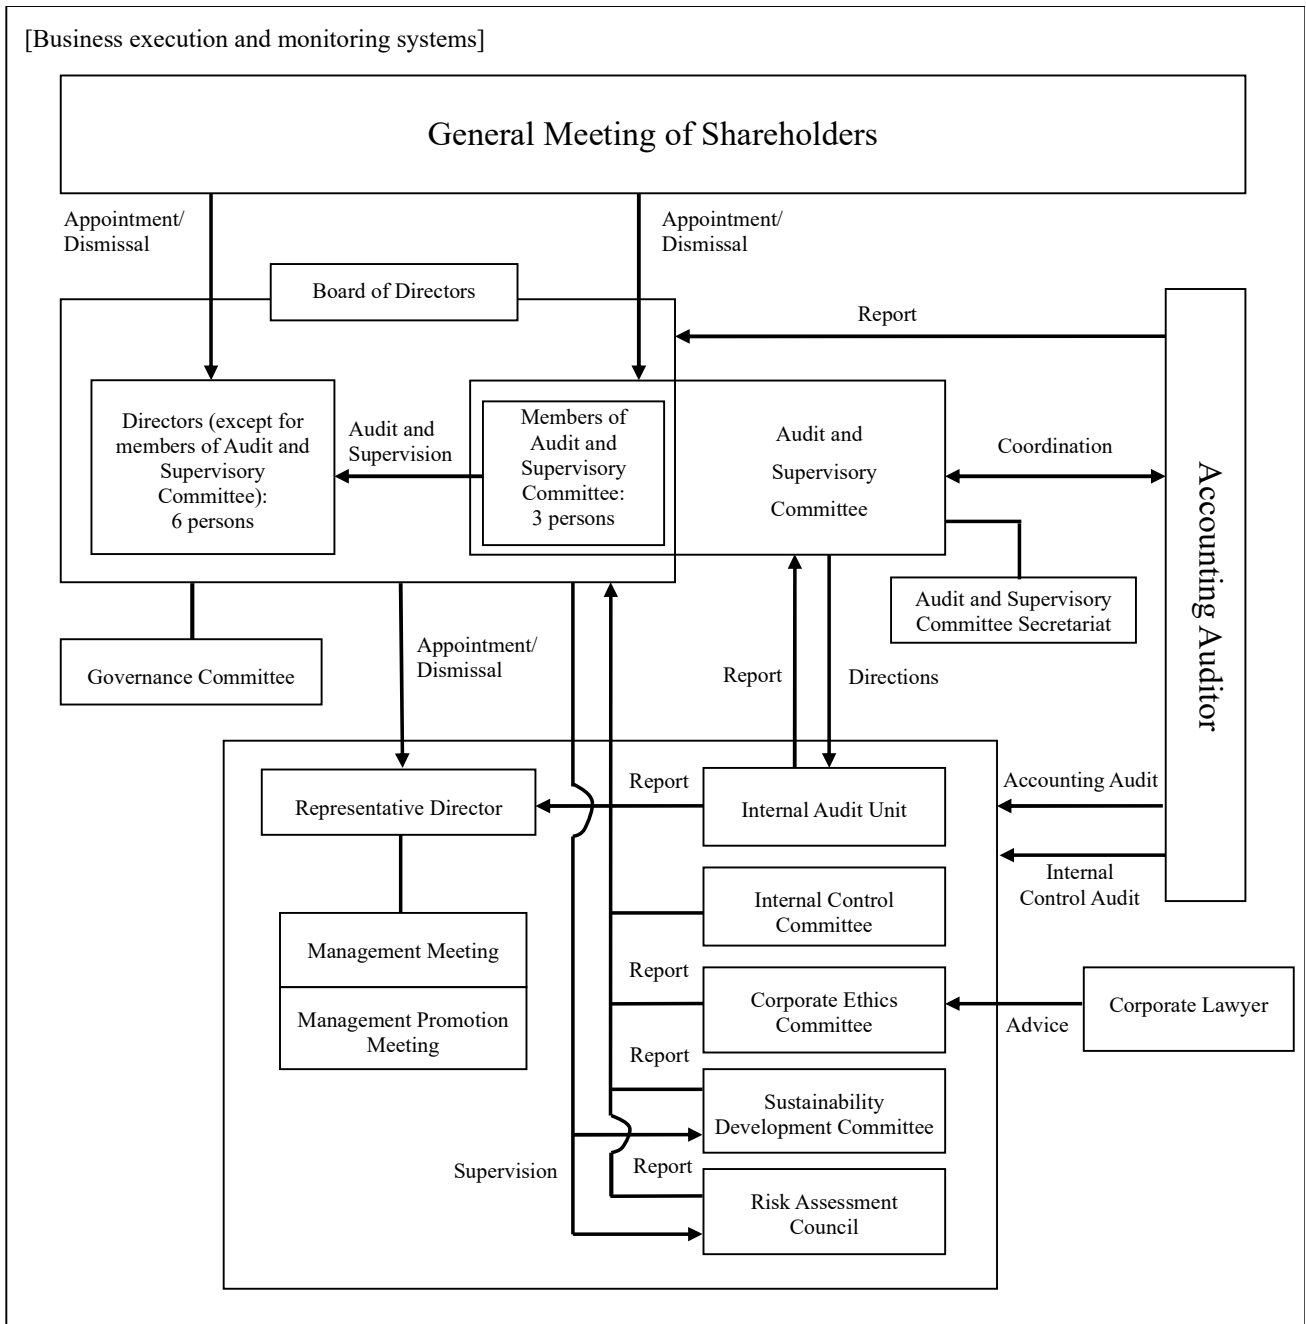 [Business execution and monitoring systems]
General Meeting of Shareholders
Appointment/
Dismissal
Appointment/
Dismissal
Board of Directors
Report
Directors (except for
members of Audit and
Supervisory
Committee):
6 persons
Audit and
Supervision
Members of
Audit and
Supervisory
Committee:
3 persons
Audit and
Supervisory
Committee
Coordination
Accounting Auditor
Audit and Supervisory
Committee Secretariat
Governance Committee
Appointment/
Dismissal
Report
Directions
Representative Director
Report
Internal Audit Unit
Accounting Audit
Internal
Control Audit
Internal Control
Committee
Management Meeting
Management Promotion
Meeting
Report
Corporate Ethics
Committee
Advice
Corporate Lawyer
Report
Sustainability
Development Committee
Supervision
Report
Risk Assessment
Council